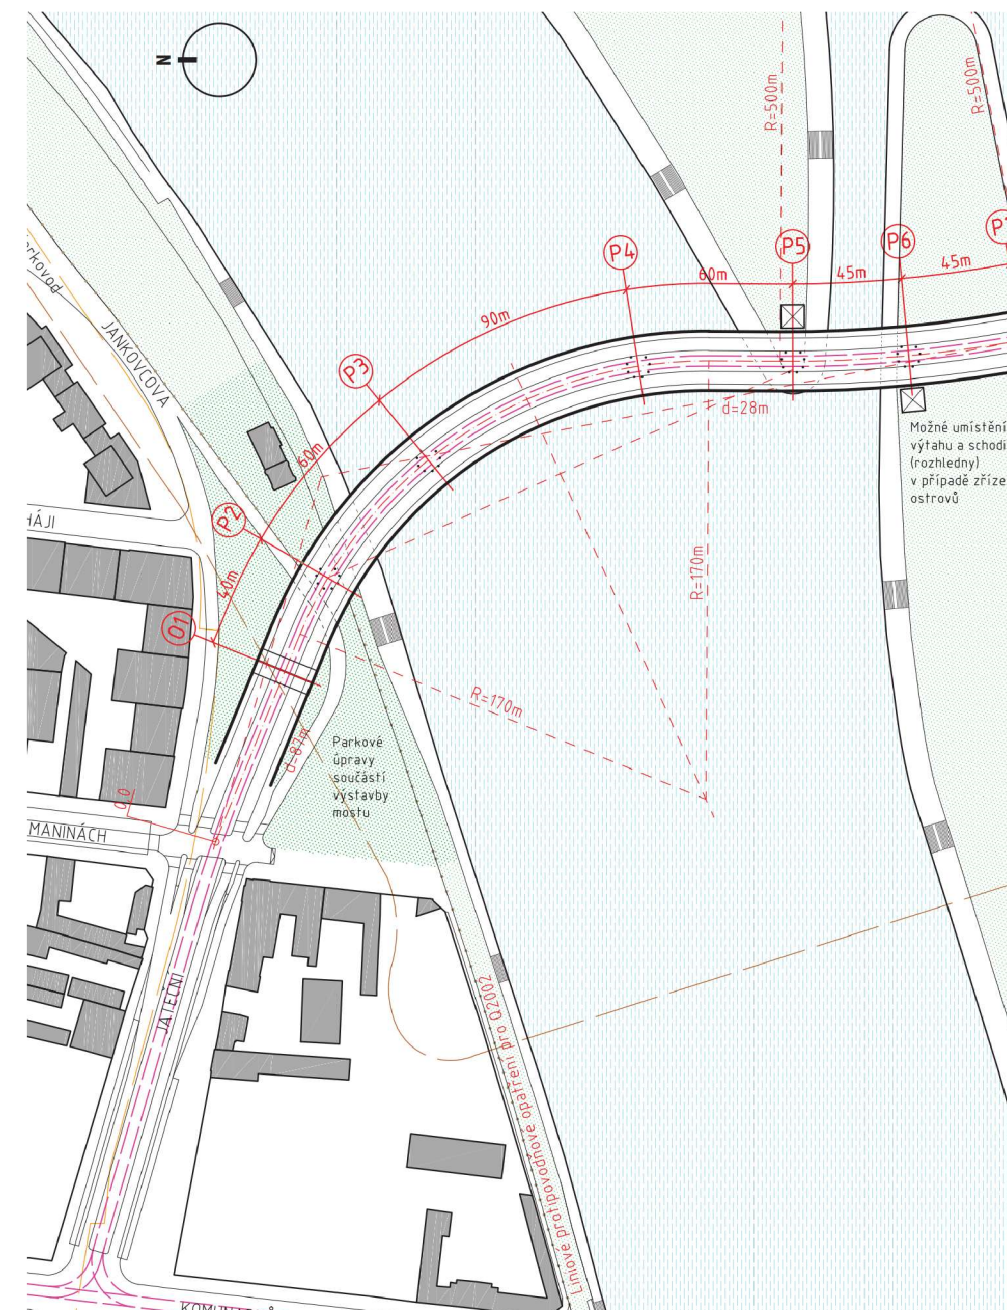 N
R=500m
R=500m
P4
P5
P6
60m
45m
45m
90m
P3
JANKOVCOVA
60m
d=28m
Možné umístění
výtahu a schodi
(rozhledny)
v případě zříze
ostrovů
P2
HÁJI
40m
R=170m
O1
R=170m
d=87m
Parkové
úpravy
součástí
výstavby
mostu
0.0
MANINÁCH
JATEČNÍ
Liniové protipovodňové opatření pro Q2002